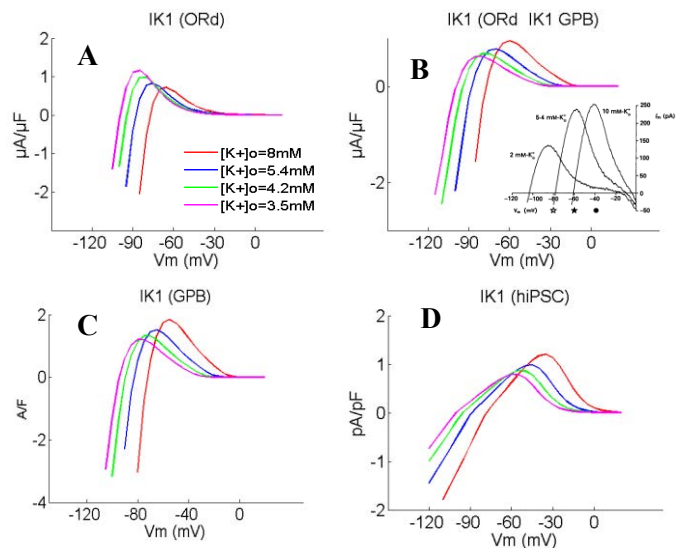 IK1 (ORd)
A
2
1
0
-1
-2
µA/µF
[K+]o=8mM
[K+]o=5.4mM
[K+]o=4.2mM
[K+]o=3.5mM
-120 -90 -60 -30 0
Vm (mV)
IK1 (ORd IK1 GPB)
B
0
-2
µA/µF
2 mM-K
5·4 mM-K
10 mM-K
(pA)
250
200
150
100
50
0
-50
−120 −100 −80 −60 −40 −20
(mV)
-120 -90 -60 -30 0
Vm (mV)
IK1 (GPB)
C
2
0
-2
-4
A/F
-120 -80 -40 0
Vm (mV)
IK1 (hiPSC)
D
2
1
0
-1
-2
pA/pF
-120 -90 -60 -30 0
Vm (mV)